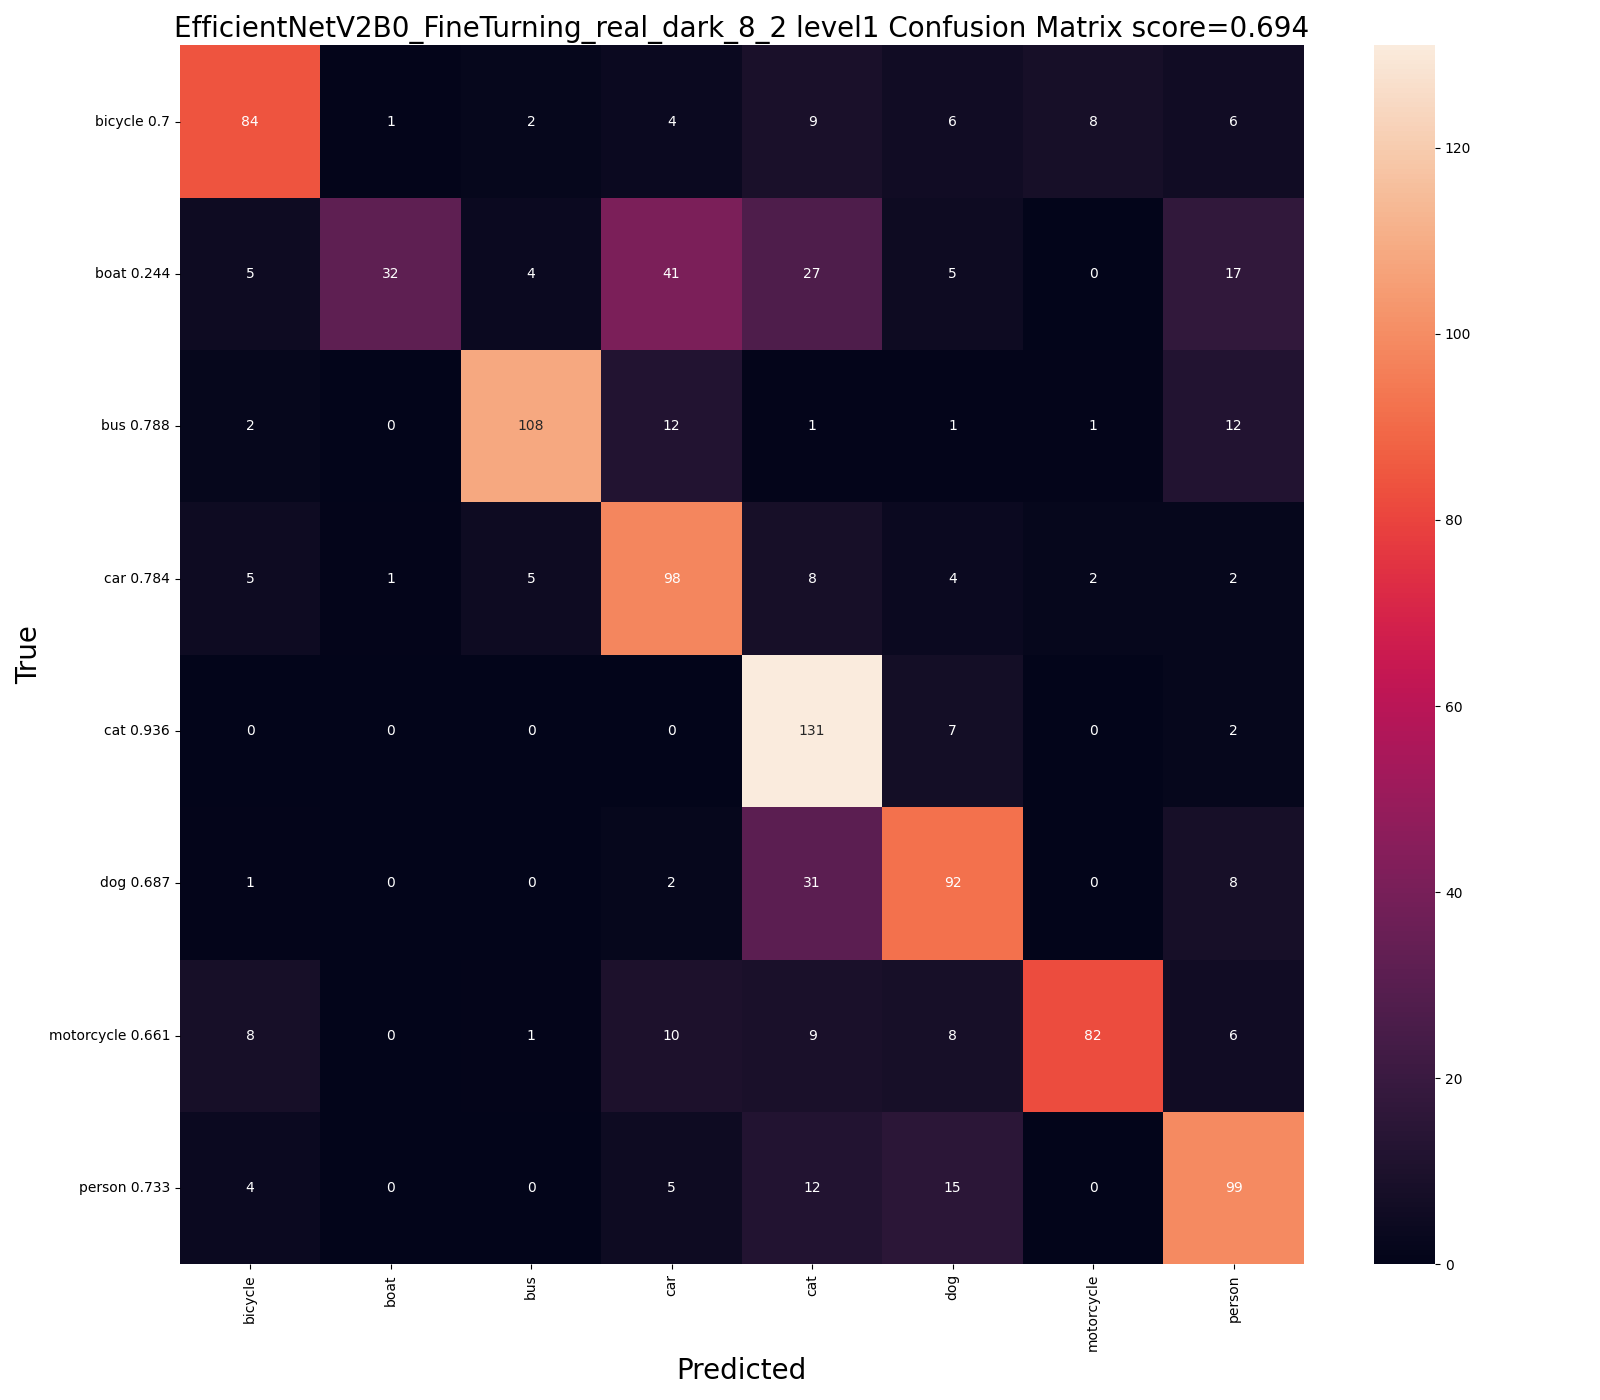 EfficientNetV2B0_FineTurning_real_dark_8_2 level1 Confusion Matrix score=0.694
bicycle 0.7 84 1 2 4 9 6 8 6
boat 0.244 5 32 4 41 27 5 0 17
bus 0.788 2 0 108 12 1 1 1 12
car 0.784 5 1 5 98 8 4 2 2
cat 0.936 0 0 0 0 131 7 0 2
dog 0.687 1 0 0 2 31 92 0 8
motorcycle 0.661 8 0 1 10 9 8 82 6
person 0.733 4 0 0 5 12 15 0 99
True
bicycle boat bus car cat dog motorcycle person
Predicted
120
100
80
60
40
20
0